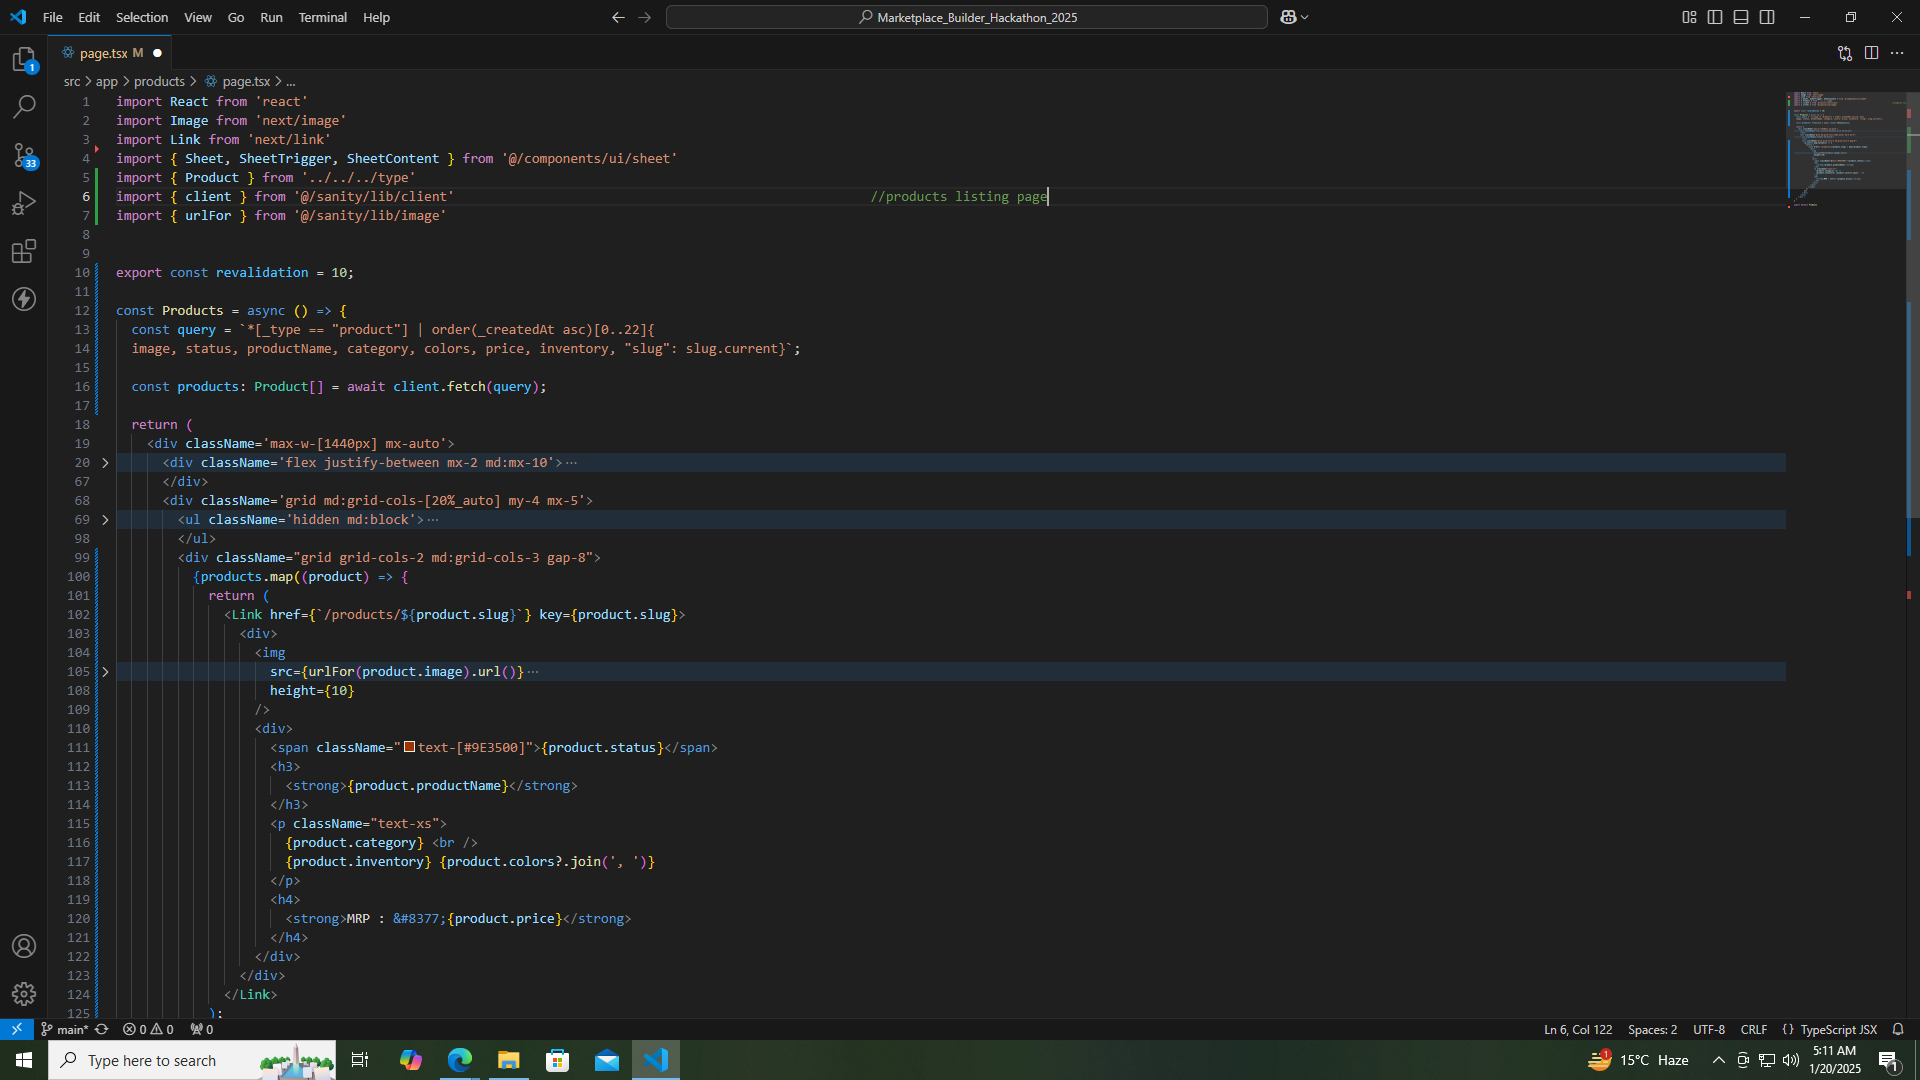 File Edit Selection View Go Run Terminal Help
Marketplace_Builder_Hackathon_2025
page.tsx M
src > app > products > page.tsx > ...
1
33
1 import React from 'react'
2 import Image from 'next/image'
3 import Link from 'next/link'
4 import { Sheet, SheetTrigger, SheetContent } from '@/components/ui/sheet'
5 import { Product } from '../../../type'
6 import { client } from '@/sanity/lib/client' //products listing page
7 import { urlFor } from '@/sanity/lib/image'
8
9
10 export const revalidation = 10;
11
12 const Products = async () => {
13 const query = `*[_type == "product"] | order(_createdAt asc)[0..22]{
14 image, status, productName, category, colors, price, inventory, "slug": slug.current}`;
15
16 const products: Product[] = await client.fetch(query);
17
18 return (
19 <div className='max-w-[1440px] mx-auto'>
20 <div className='flex justify-between mx-2 md:mx-10'>···
67 </div>
68 <div className='grid md:grid-cols-[20%_auto] my-4 mx-5'>
69 <ul className='hidden md:block'>···
98 </ul>
99 <div className="grid grid-cols-2 md:grid-cols-3 gap-8">
100 {products.map((product) => {
101 return (
102 <Link href={`/products/${product.slug}`} key={product.slug}>
103 <div>
104 <img
105 src={urlFor(product.image).url()}···
108 height={10}
109 />
110 <div>
111 <span className="text-[#9E3500]">{product.status}</span>
112 <h3>
113 <strong>{product.productName}</strong>
114 </h3>
115 <p className="text-xs">
116 {product.category} <br />
117 {product.inventory} {product.colors?.join(', ')}
118 </p>
119 <h4>
120 <strong>MRP : &#8377;{product.price}</strong>
121 </h4>
122 </div>
123 </div>
124 </Link>
125 );
main* 0 0 0 Ln 6, Col 122 Spaces: 2 UTF-8 CRLF {} TypeScript JSX
Type here to search
1 15°C Haze
5:11 AM
1/20/2025
1